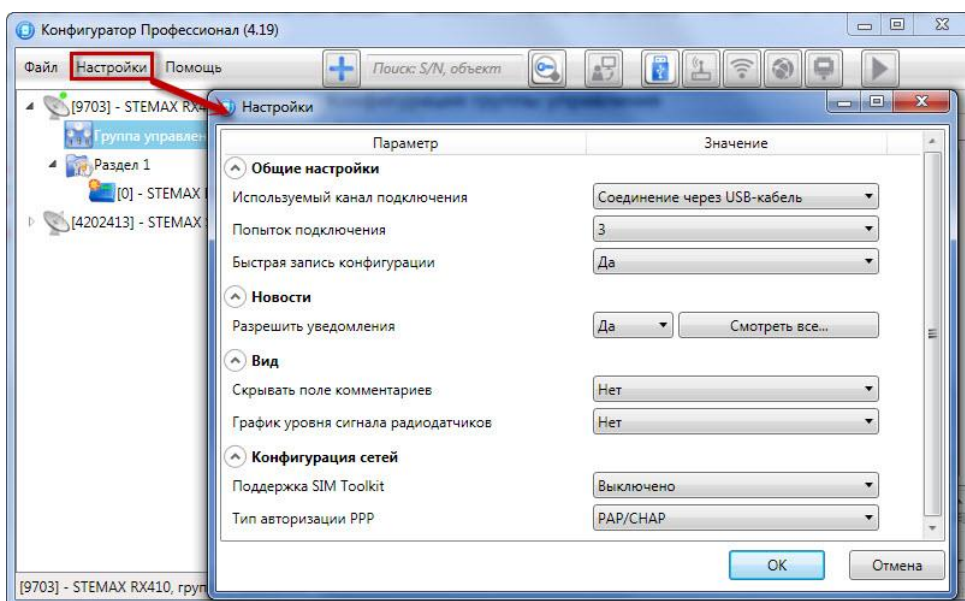 Конфигуратор Профессионал (4.19)
Файл Настройки Помощь
Поиск: S/N, объект
[9703] - STEMAX
Группа
Раздел 1
[0] - STEMAX
[4202413] - STEMAX
Настройки
Параметр Значение
Общие настройки
Используемый канал подключения Соединение через USB-кабель
Попыток подключения 3
Быстрая запись конфигурации Да
Новости
Разрешить уведомления Да Смотреть все...
Вид
Скрывать поле комментариев Нет
График уровня сигнала радиодатчиков Нет
Конфигурация сетей
Поддержка SIM Toolkit Выключено
Тип авторизации PPP PAP/CHAP
OK Отмена
[9703] - STEMAX RX410,